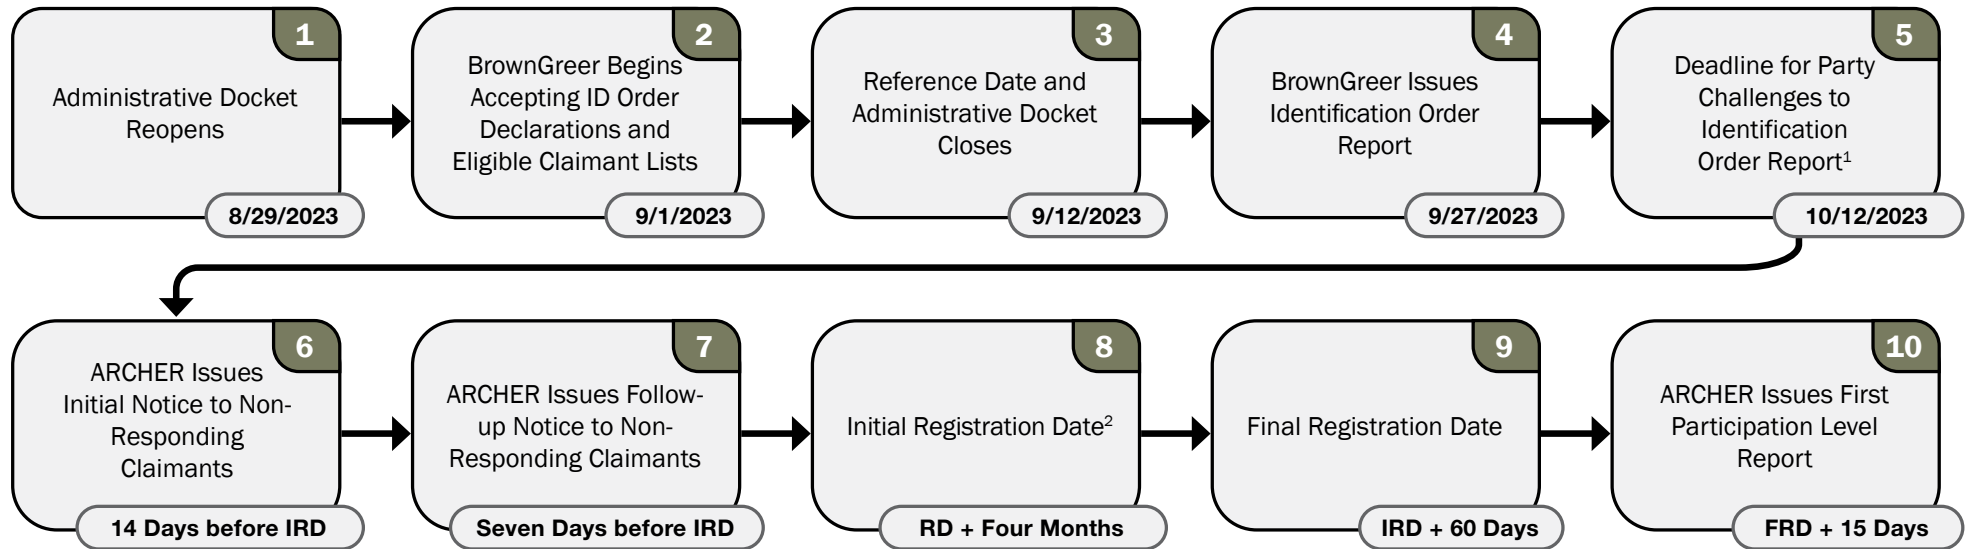 1
Administrative Docket
Reopens
8/29/2023
2
BrownGreer Begins
Accepting ID Order
Declarations and
Eligible Claimant Lists
9/1/2023
3
Reference Date and
Administrative Docket
Closes
9/12/2023
4
BrownGreer Issues
Identification Order
Report
9/27/2023
5
Deadline for Party
Challenges to
Identification
Order Report¹
10/12/2023
6
ARCHER Issues
Initial Notice to Non-
Responding
Claimants
14 Days before IRD
7
ARCHER Issues Follow-
up Notice to Non-
Responding Claimants
Seven Days before IRD
8
Initial Registration Date²
RD + Four Months
9
Final Registration Date
IRD + 60 Days
10
ARCHER Issues First
Participation Level
Report
FRD + 15 Days